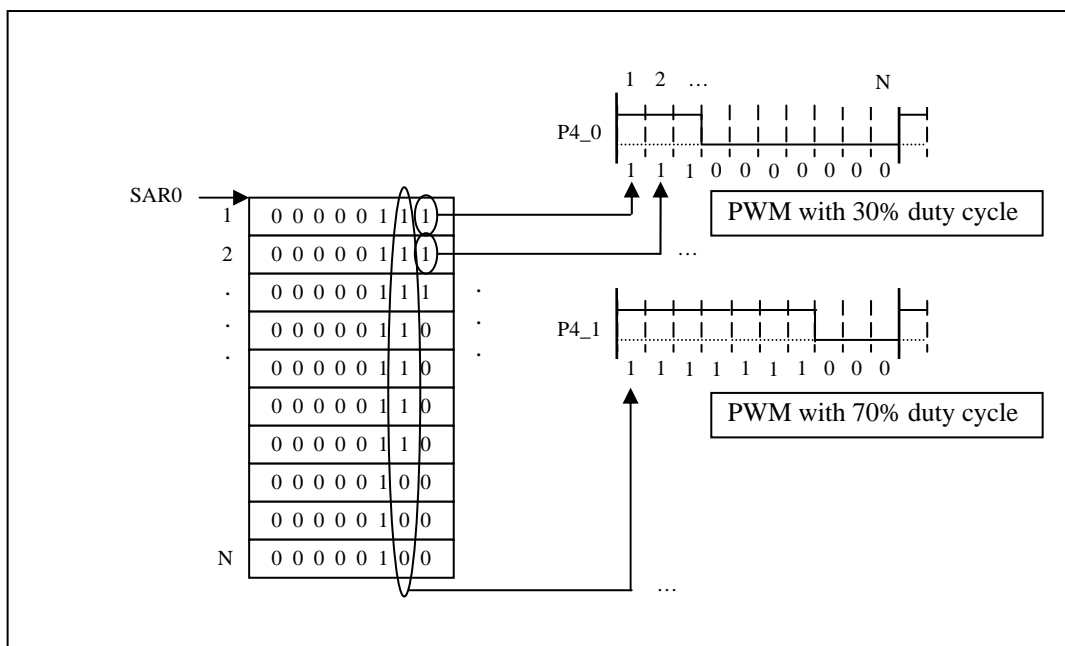 1 2 … N
P4_0
1 1 1 0 0 0 0 0 0 0
PWM with 30% duty cycle
SAR0
1 0 0 0 0 0 1 1 1
2 0 0 0 0 0 1 1 1
…
. 0 0 0 0 0 1 1 1 .
. 0 0 0 0 0 1 1 0 .
. 0 0 0 0 0 1 1 0 .
0 0 0 0 0 1 1 0
0 0 0 0 0 1 1 0
0 0 0 0 0 1 0 0
0 0 0 0 0 1 0 0
N 0 0 0 0 0 1 0 0
P4_1
1 1 1 1 1 1 1 0 0 0
PWM with 70% duty cycle
…